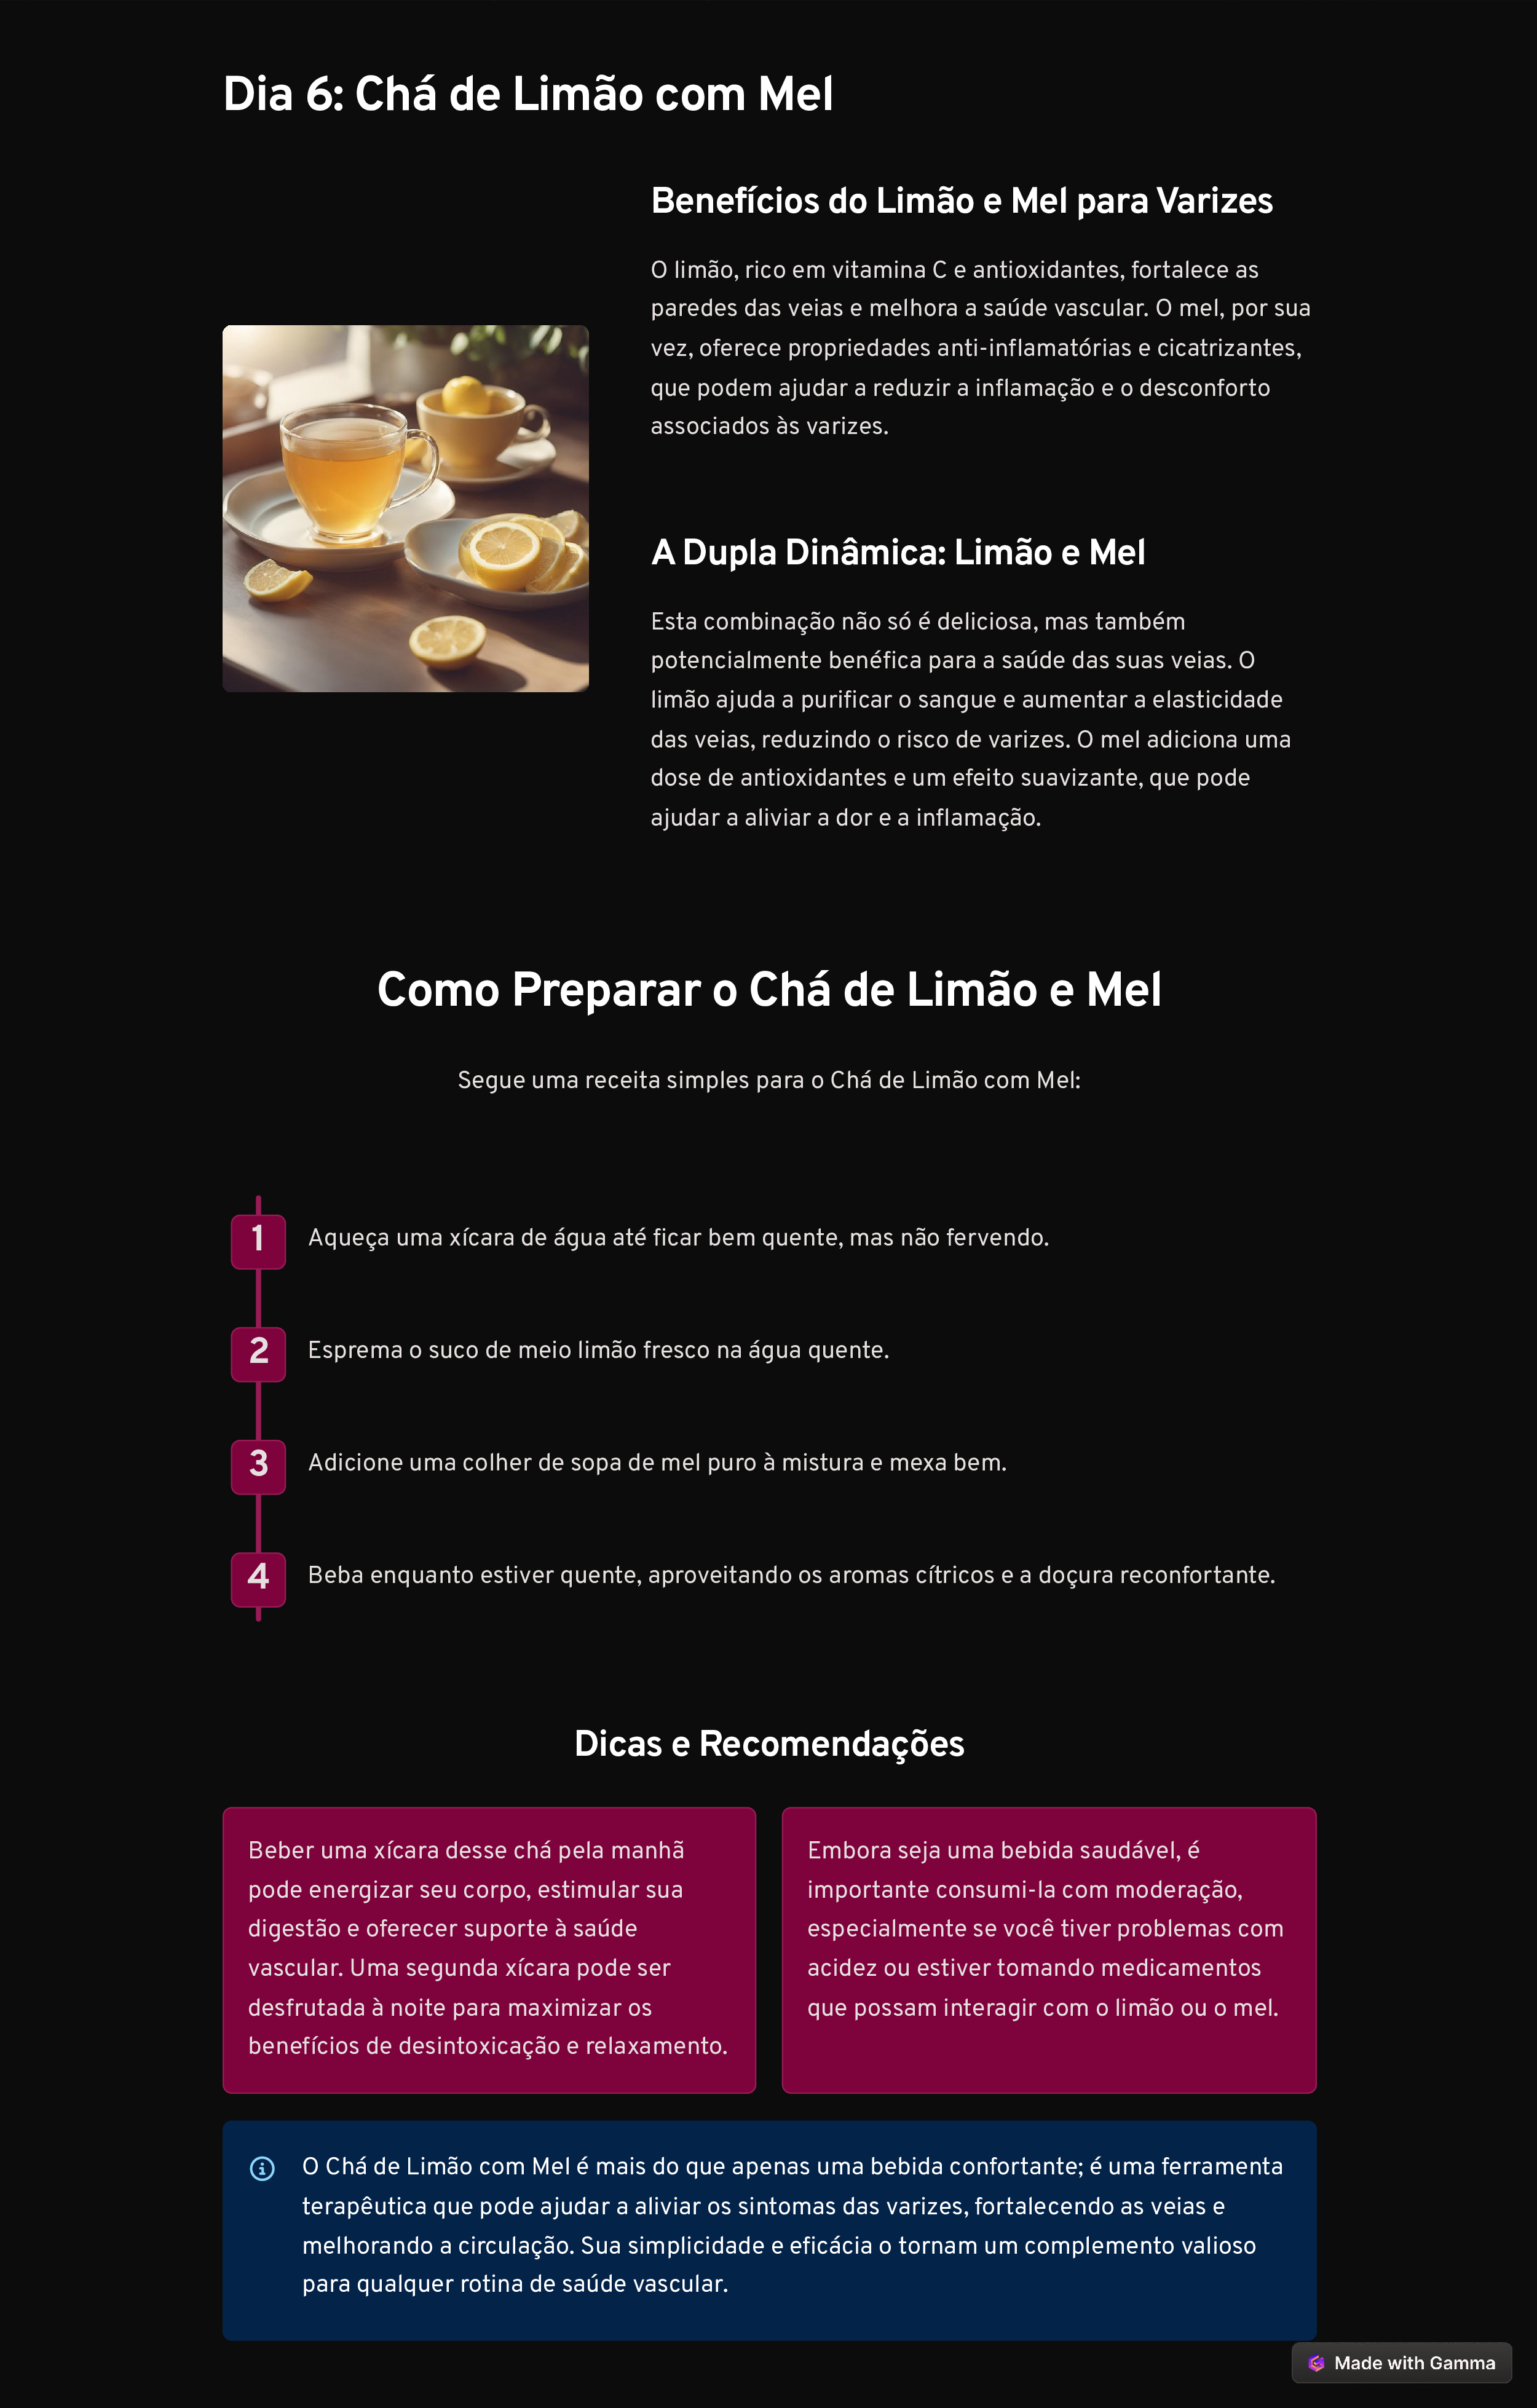 Dia 6: Chá de Limão com Mel
Benefícios do Limão e Mel para Varizes
O limão, rico em vitamina C e antioxidantes, fortalece as
paredes das veias e melhora a saúde vascular. O mel, por sua
vez, oferece propriedades anti-inflamatórias e cicatrizantes,
que podem ajudar a reduzir a inflamação e o desconforto
associados às varizes.
A Dupla Dinâmica: Limão e Mel
Esta combinação não só é deliciosa, mas também
potencialmente benéfica para a saúde das suas veias. O
limão ajuda a purificar o sangue e aumentar a elasticidade
das veias, reduzindo o risco de varizes. O mel adiciona uma
dose de antioxidantes e um efeito suavizante, que pode
ajudar a aliviar a dor e a inflamação.
Como Preparar o Chá de Limão e Mel
Segue uma receita simples para o Chá de Limão com Mel:
1 Aqueça uma xícara de água até ficar bem quente, mas não fervendo.
2 Esprema o suco de meio limão fresco na água quente.
3 Adicione uma colher de sopa de mel puro à mistura e mexa bem.
4 Beba enquanto estiver quente, aproveitando os aromas cítricos e a doçura reconfortante.
Dicas e Recomendações
Beber uma xícara desse chá pela manhã
pode energizar seu corpo, estimular sua
digestão e oferecer suporte à saúde
vascular. Uma segunda xícara pode ser
desfrutada à noite para maximizar os
benefícios de desintoxicação e relaxamento.
Embora seja uma bebida saudável, é
importante consumi-la com moderação,
especialmente se você tiver problemas com
acidez ou estiver tomando medicamentos
que possam interagir com o limão ou o mel.
O Chá de Limão com Mel é mais do que apenas uma bebida confortante; é uma ferramenta
terapêutica que pode ajudar a aliviar os sintomas das varizes, fortalecendo as veias e
melhorando a circulação. Sua simplicidade e eficácia o tornam um complemento valioso
para qualquer rotina de saúde vascular.
Made with Gamma